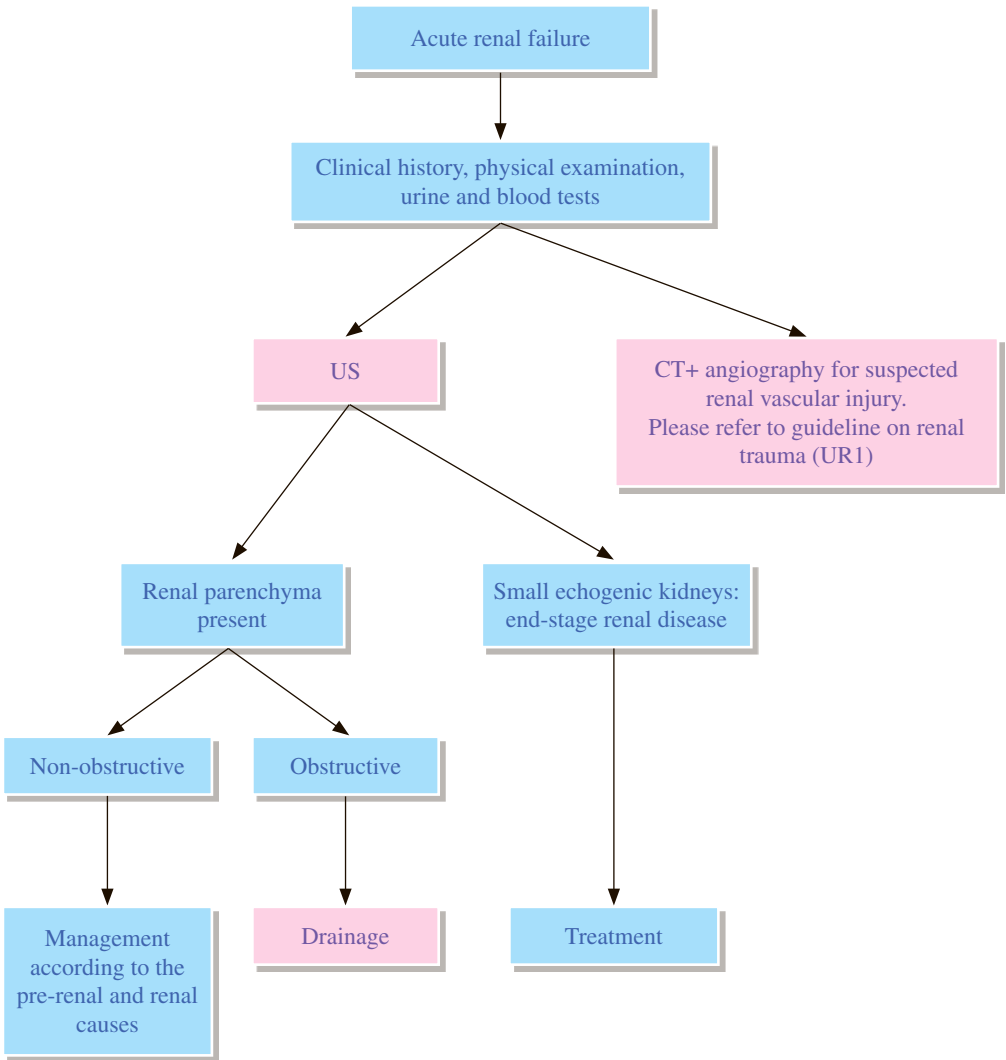 Acute renal failure
Clinical history, physical examination,
urine and blood tests
US
CT+ angiography for suspected
renal vascular injury.
Please refer to guideline on renal
trauma (UR1)
Renal parenchyma
present
Small echogenic kidneys:
end-stage renal disease
Non-obstructive
Obstructive
Management
according to the
pre-renal and renal
causes
Drainage
Treatment